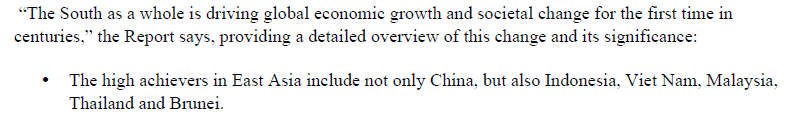 “The South as a whole is driving global economic growth and societal change for the first time in
centuries,” the Report says, providing a detailed overview of this change and its significance:
• The high achievers in East Asia include not only China, but also Indonesia, Viet Nam, Malaysia,
Thailand and Brunei.